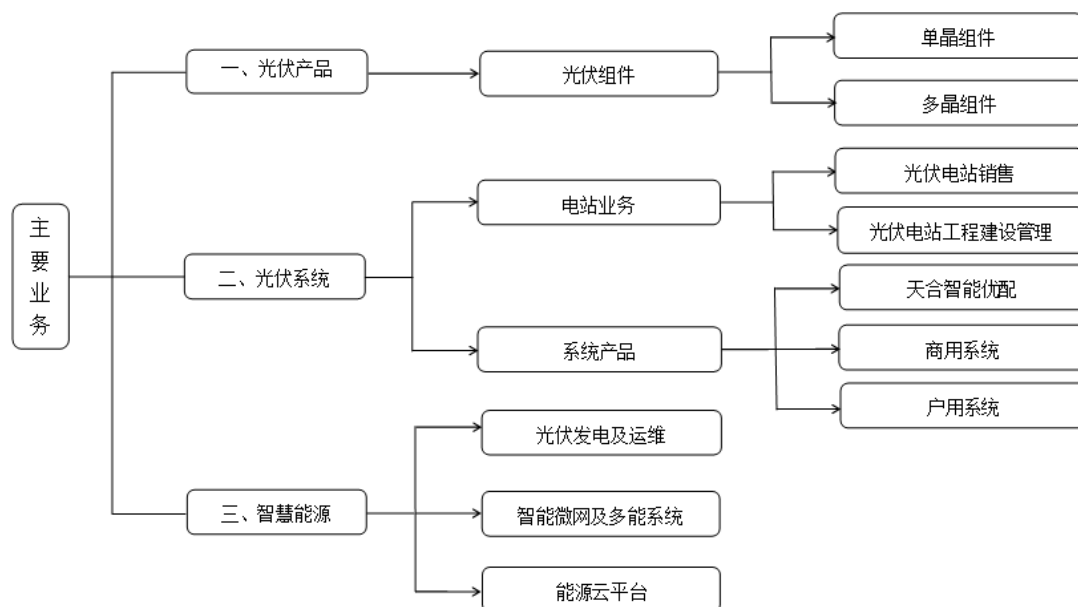 主要业务
一、光伏产品
光伏组件
单晶组件
多晶组件
二、光伏系统
电站业务
光伏电站销售
光伏电站工程建设管理
系统产品
天合智能优配
商用系统
户用系统
三、智慧能源
光伏发电及运维
智能微网及多能系统
能源云平台